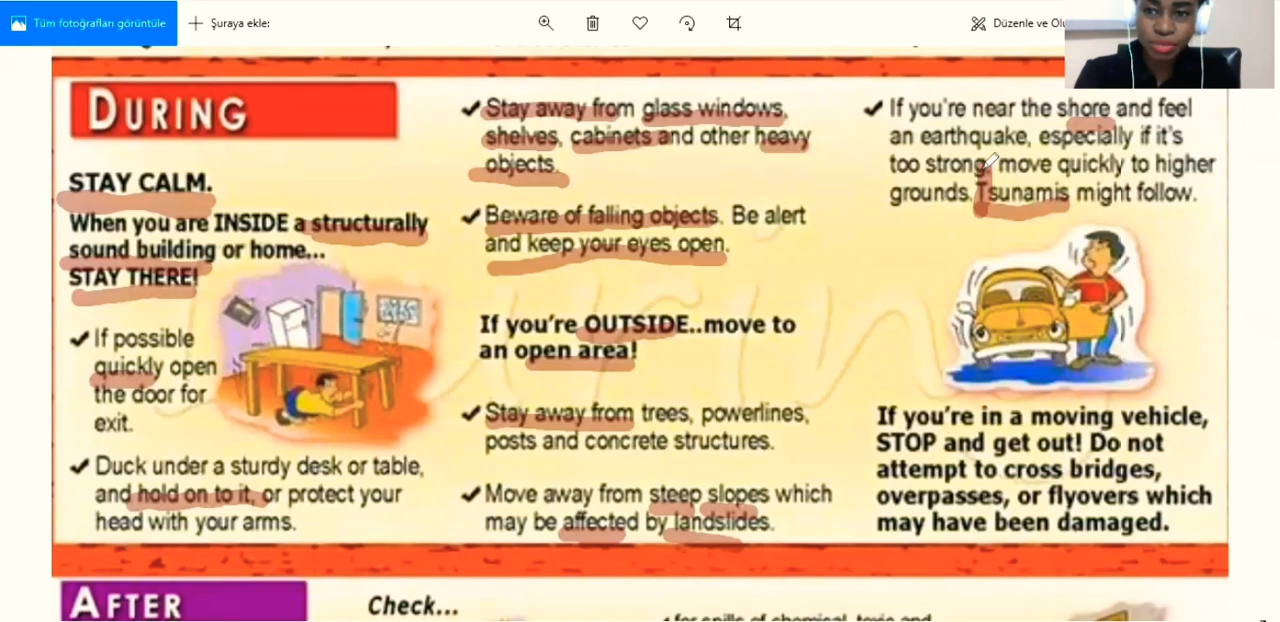 Tüm fotoğrafları görüntüle
Şuraya ekle:
Düzenle ve Olu
DURING
STAY CALM.
When you are INSIDE a structurally
sound building or home...
STAY THERE!
If possible
quickly open
the door for
exit.
Duck under a sturdy desk or table,
and hold on to it, or protect your
head with your arms.
Stay away from glass windows,
shelves, cabinets and other heavy
objects.
Beware of falling objects. Be alert
and keep your eyes open.
If you're OUTSIDE..move to
an open area!
Stay away from trees, powerlines,
posts and concrete structures.
Move away from steep slopes which
may be affected by landslides.
If you're near the shore and feel
an earthquake, especially if it's
too strong, move quickly to higher
grounds. Tsunamis might follow.
If you're in a moving vehicle,
STOP and get out! Do not
attempt to cross bridges,
overpasses, or flyovers which
may have been damaged.
AFTER
Check...
for spills of chemical, toxic and